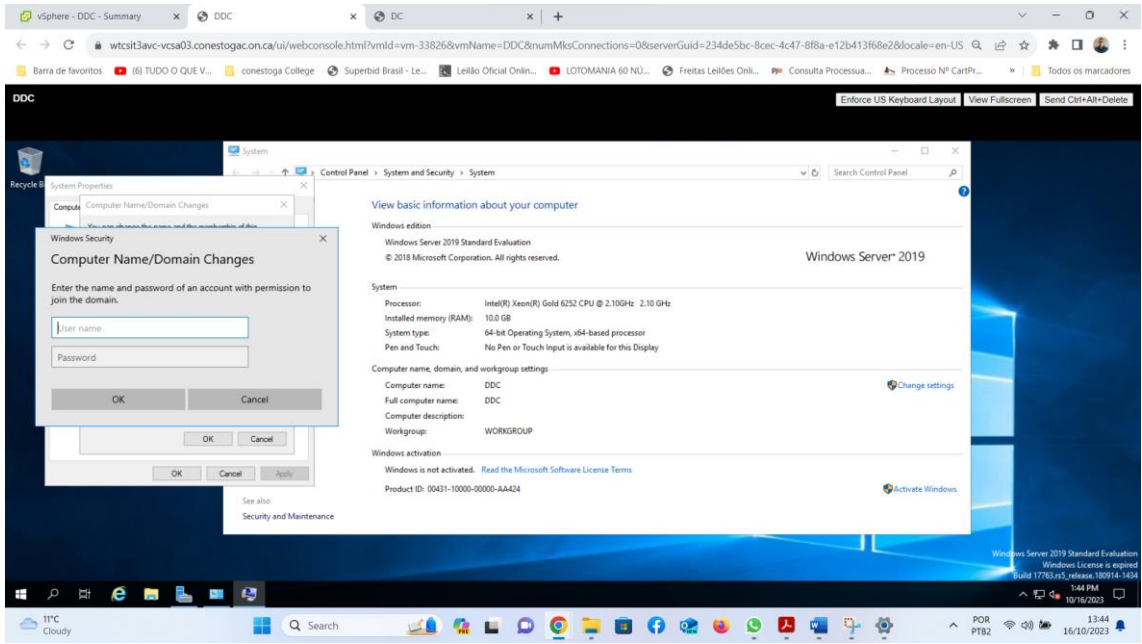 vSphere - DDC - Summary
DDC
DC
wtcsit3avc-vcsa03.conestogac.on.ca/ui/webconsole.html?vmId=vm-33826&vmName=DDC&numMksConnections=0&serverGuid=234de5bc-8cec-4c47-8f8a-e12b413f68e2&locale=en-US
Barra de favoritos
(6) TUDO O QUE V...
conestoga College
Superbid Brasil - Le...
Leilão Oficial Onlin...
LOTOMANIA 60 NÚ...
Freitas Leilões Onli...
Consulta Processua...
Processo Nº CartPr...
»
Todos os marcadores
DDC
Enforce US Keyboard Layout
View Fullscreen
Send Ctrl+Alt+Delete
Recycle B
System
Control Panel > System and Security > System
Search Control Panel
System Properties
Compute
Computer Name/Domain Changes
You can change the name and the membership of this
Windows Security
Computer Name/Domain Changes
Enter the name and password of an account with permission to
join the domain.
User name
Password
OK
Cancel
OK
Cancel
OK
Cancel
Apply
View basic information about your computer
Windows edition
Windows Server 2019 Standard Evaluation
© 2018 Microsoft Corporation. All rights reserved.
Windows Server® 2019
System
Processor: Intel(R) Xeon(R) Gold 6252 CPU @ 2.10GHz 2.10 GHz
Installed memory (RAM): 10.0 GB
System type: 64-bit Operating System, x64-based processor
Pen and Touch: No Pen or Touch Input is available for this Display
Computer name, domain, and workgroup settings
Computer name: DDC
Change settings
Full computer name: DDC
Computer description:
Workgroup: WORKGROUP
Windows activation
Windows is not activated. Read the Microsoft Software License Terms
Product ID: 00431-10000-00000-AA424
Activate Windows
See also
Security and Maintenance
Windows Server 2019 Standard Evaluation
Windows License is expired
Build 17763.rs5_release.180914-1434
1:44 PM
10/16/2023
11°C
Cloudy
Search
POR
PTB2
13:44
16/10/2023